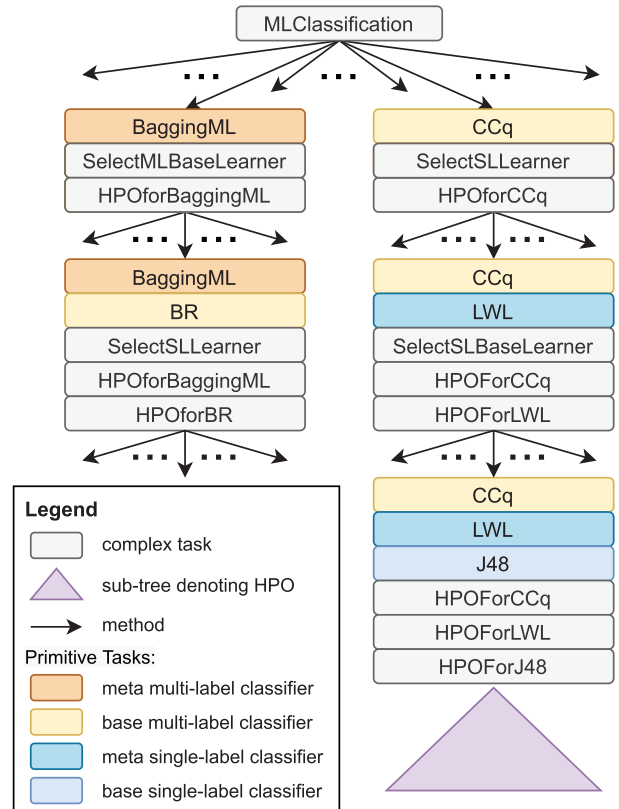 MLClassification
BaggingML
SelectMLBaseLearner
HPOforBaggingML
CCq
SelectSLLearner
HPOforCCq
BaggingML
BR
SelectSLLearner
HPOforBaggingML
HPOforBR
CCq
LWL
SelectSLBaseLearner
HPOForCCq
HPOForLWL
CCq
LWL
J48
HPOForCCq
HPOForLWL
HPOForJ48
Legend
complex task
sub-tree denoting HPO
method
Primitive Tasks:
meta multi-label classifier
base multi-label classifier
meta single-label classifier
base single-label classifier